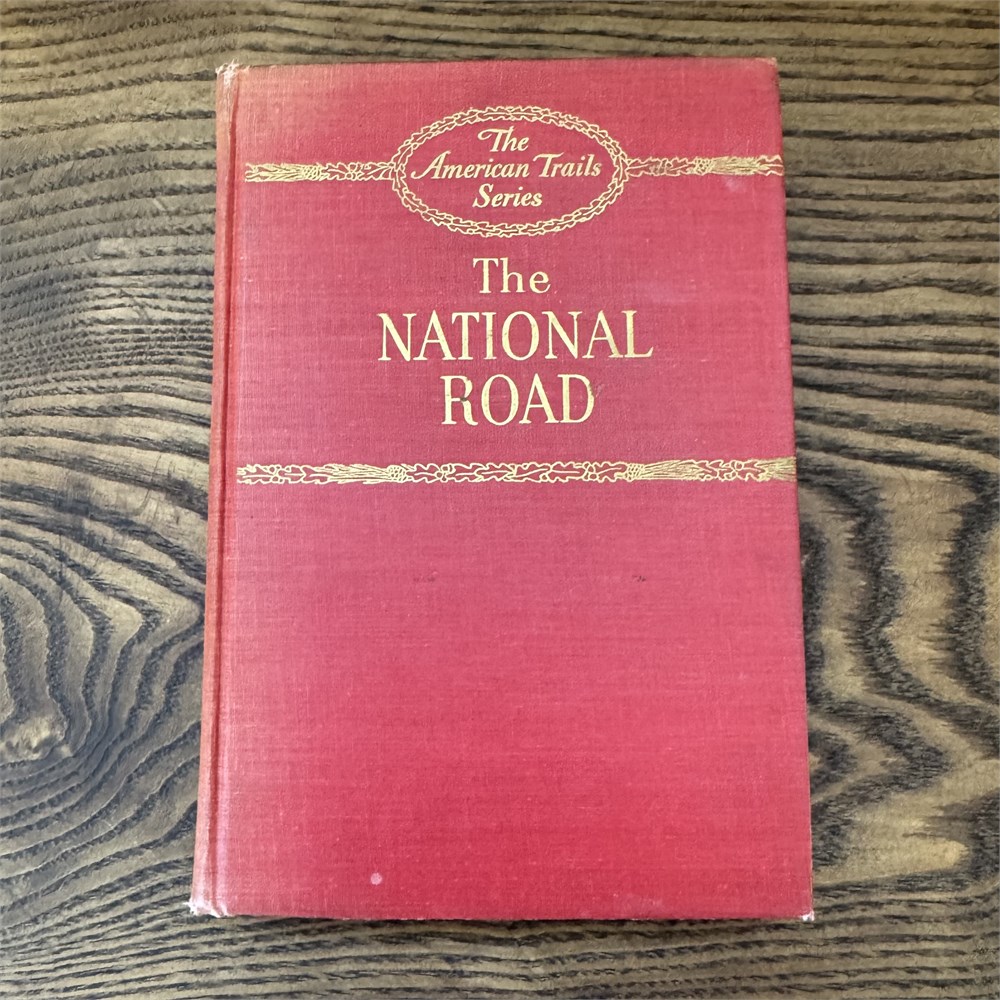 The
American Trails
Series
The
NATIONAL
ROAD